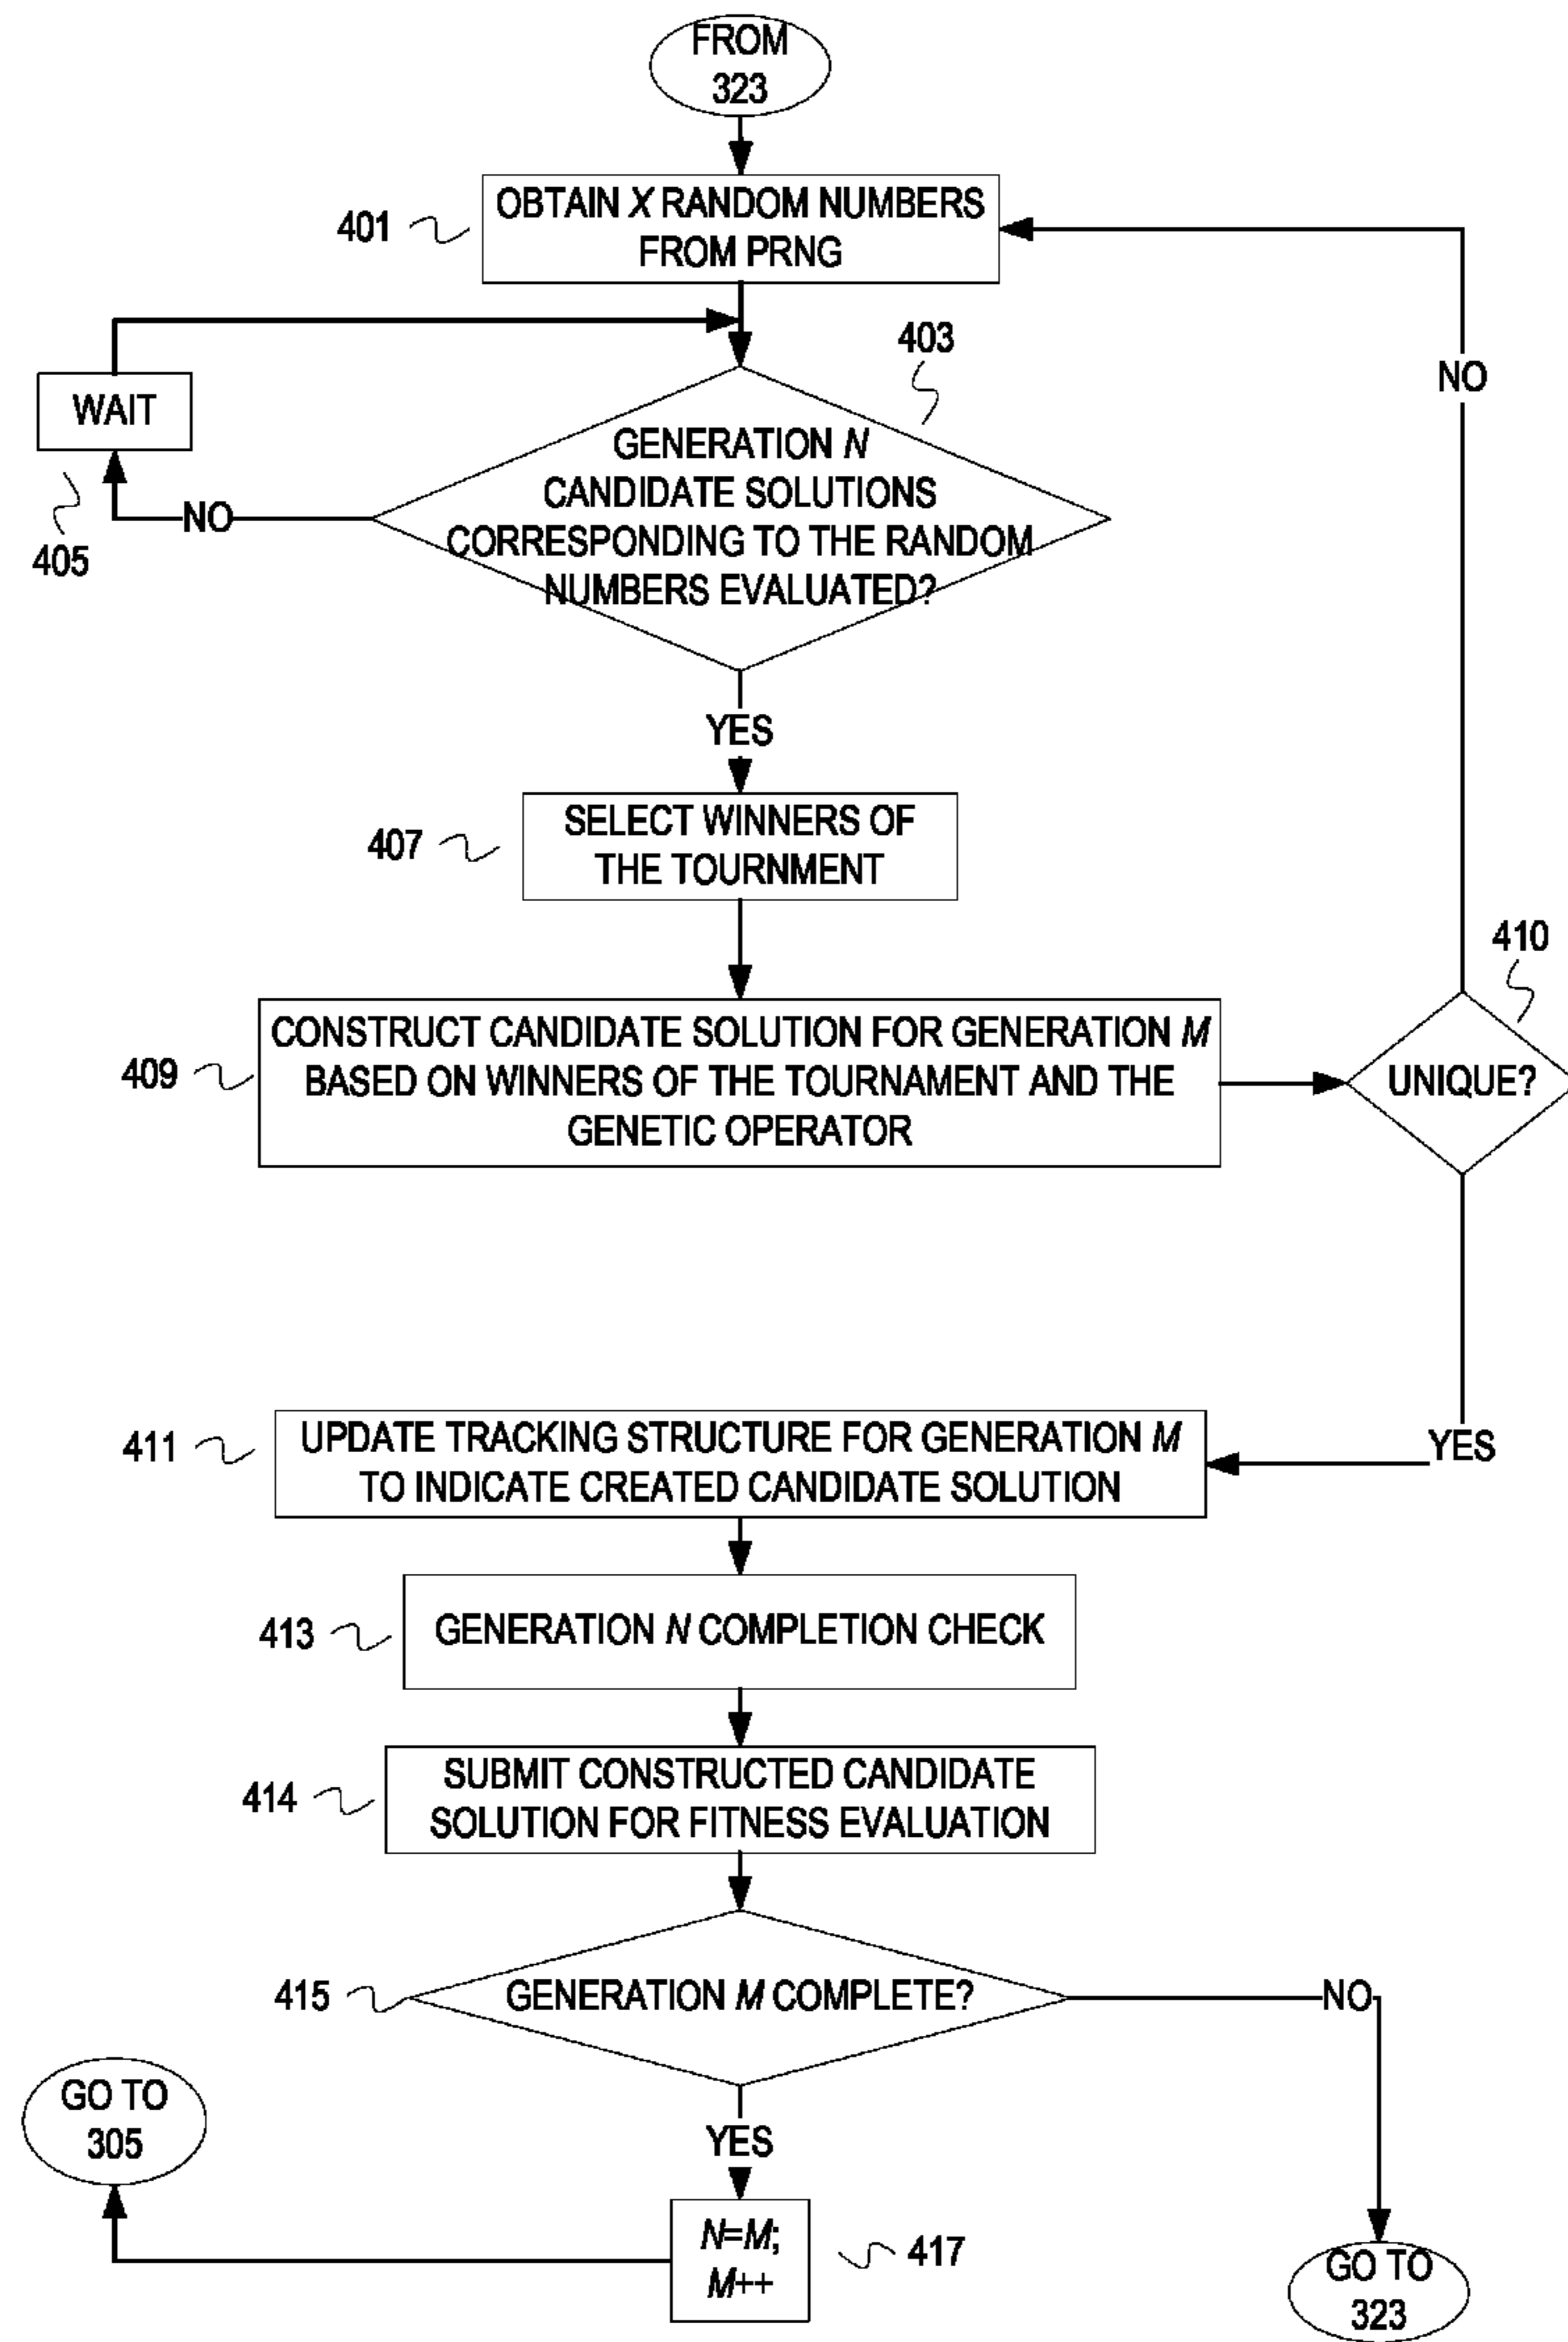 FROM
323
OBTAIN X RANDOM NUMBERS
FROM PRNG
401
403
NO
WAIT
GENERATION N
CANDIDATE SOLUTIONS
CORRESPONDING TO THE RANDOM
NUMBERS EVALUATED?
NO
405
YES
SELECT WINNERS OF
THE TOURNMENT
407
410
CONSTRUCT CANDIDATE SOLUTION FOR GENERATION M
BASED ON WINNERS OF THE TOURNAMENT AND THE
GENETIC OPERATOR
409
UNIQUE?
YES
UPDATE TRACKING STRUCTURE FOR GENERATION M
TO INDICATE CREATED CANDIDATE SOLUTION
411
GENERATION N COMPLETION CHECK
413
SUBMIT CONSTRUCTED CANDIDATE
SOLUTION FOR FITNESS EVALUATION
414
415
GENERATION M COMPLETE?
NO
GO TO
305
YES
N=M;
M++
417
GO TO
323